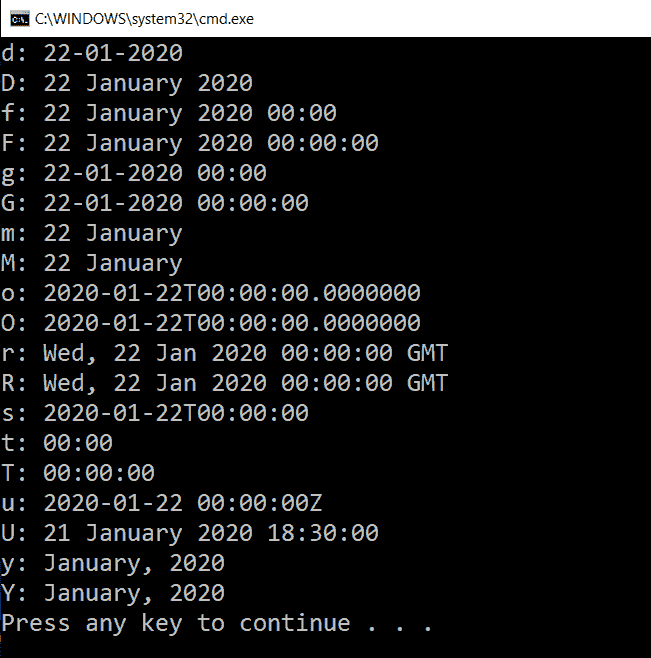 C:\WINDOWS\system32\cmd.exe
d: 22-01-2020
D: 22 January 2020
f: 22 January 2020 00:00
F: 22 January 2020 00:00:00
g: 22-01-2020 00:00
G: 22-01-2020 00:00:00
m: 22 January
M: 22 January
o: 2020-01-22T00:00:00.0000000
O: 2020-01-22T00:00:00.0000000
r: Wed, 22 Jan 2020 00:00:00 GMT
R: Wed, 22 Jan 2020 00:00:00 GMT
s: 2020-01-22T00:00:00
t: 00:00
T: 00:00:00
u: 2020-01-22 00:00:00Z
U: 21 January 2020 18:30:00
y: January, 2020
Y: January, 2020
Press any key to continue . . .